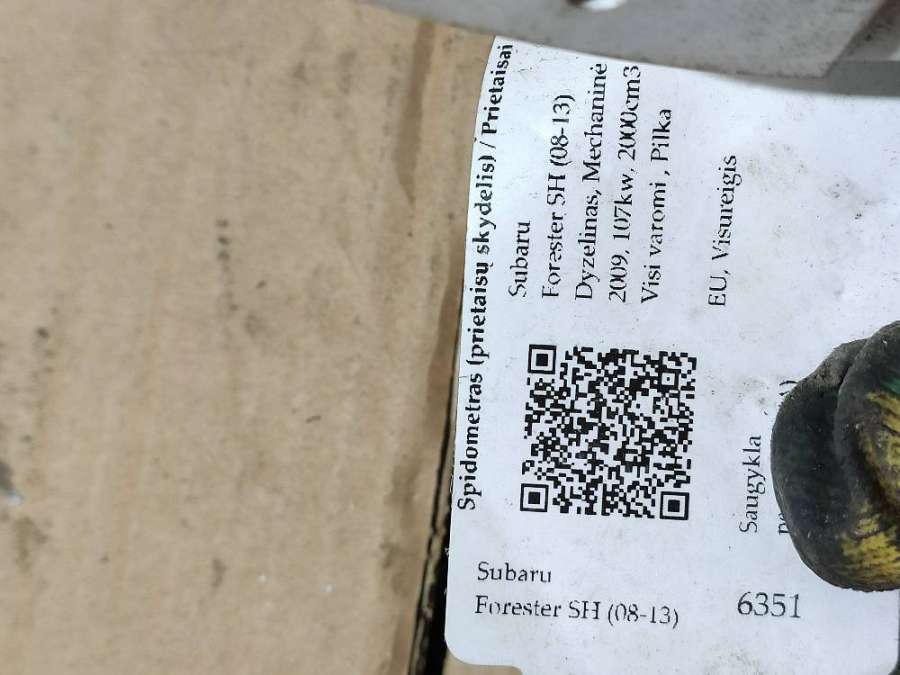 Spidometras (prietaisų skydelis) / Prietaisai
Subaru
Forester SH (08-13)
Dyzelinas, Mechaninė
2009, 107kw, 2000cm3
Visi varomi , Pilka
EU, Visureigis
Saugykla
Subaru
Forester SH (08-13)
6351